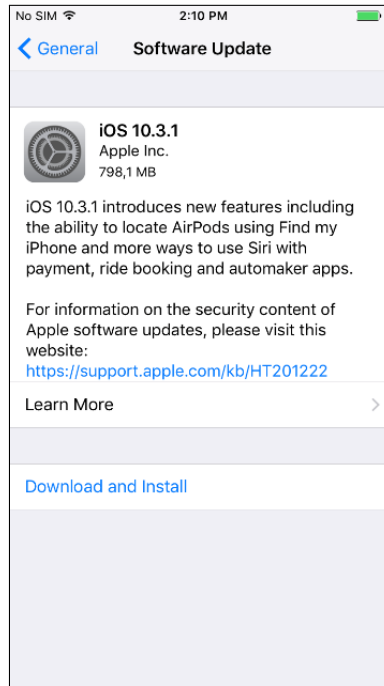 No SIM 2:10 PM
General Software Update
iOS 10.3.1
Apple Inc.
798,1 MB
iOS 10.3.1 introduces new features including
the ability to locate AirPods using Find my
iPhone and more ways to use Siri with
payment, ride booking and automaker apps.
For information on the security content of
Apple software updates, please visit this
website:
https://support.apple.com/kb/HT201222
Learn More
Download and Install